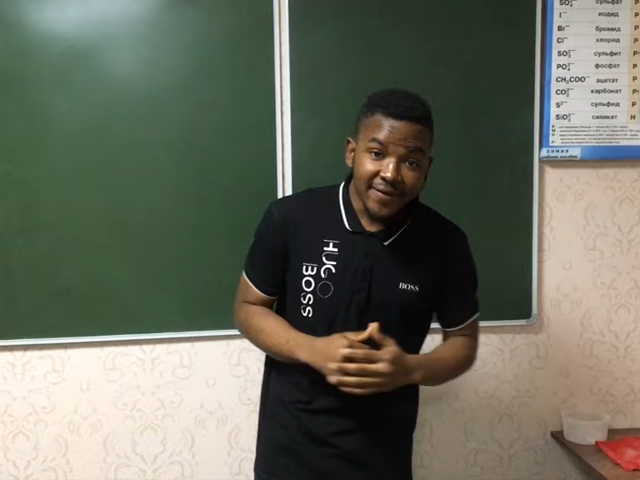 SO₄²⁻ сульфат Р
I⁻ иодид Р
Br⁻ бромид Р
Cl⁻ хлорид Р
SO₃²⁻ сульфит Р
PO₄³⁻ фосфат Р
CH₃COO⁻ ацетат Р
CO₃²⁻ карбонат Р
S²⁻ сульфид Р
SiO₃²⁻ силикат Н
ХИМИЯ
HUGO
BOSS
BOSS